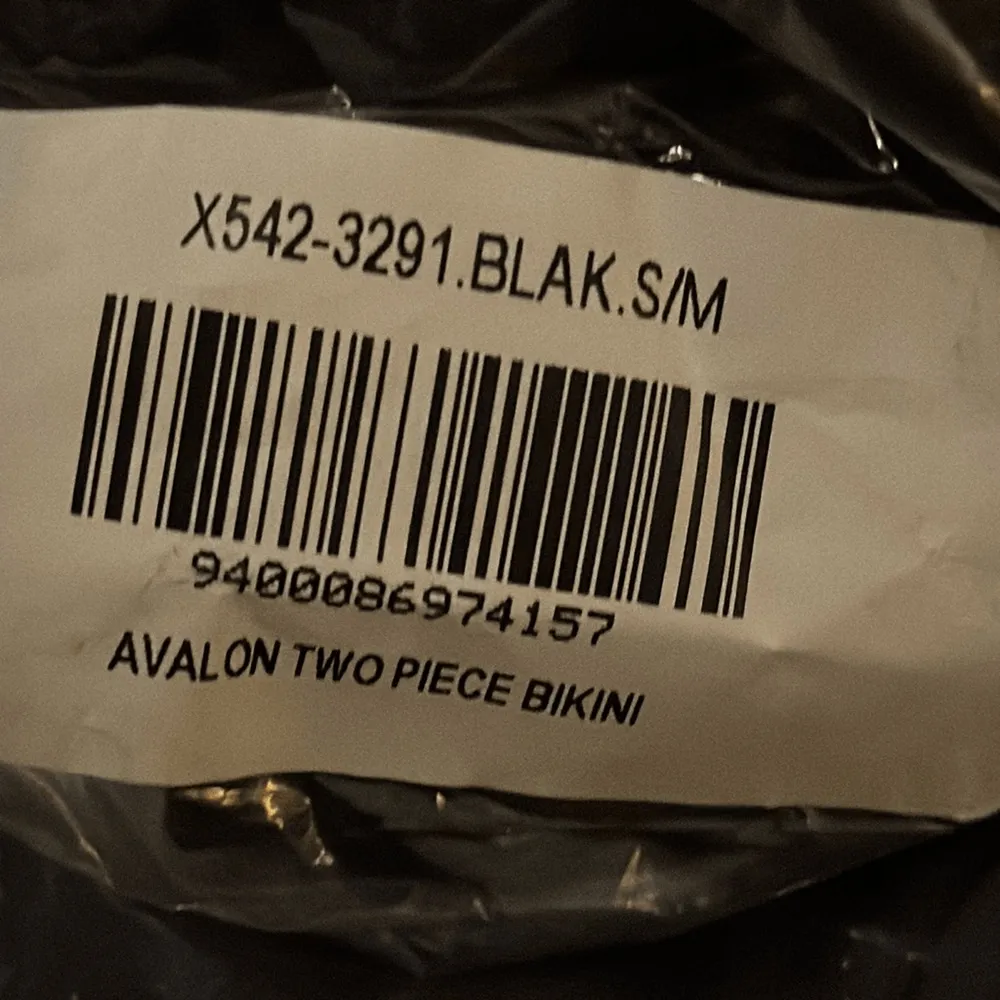 X542-3291.BLAK.S/M
9400086974157
AVALON TWO PIECE BIKINI